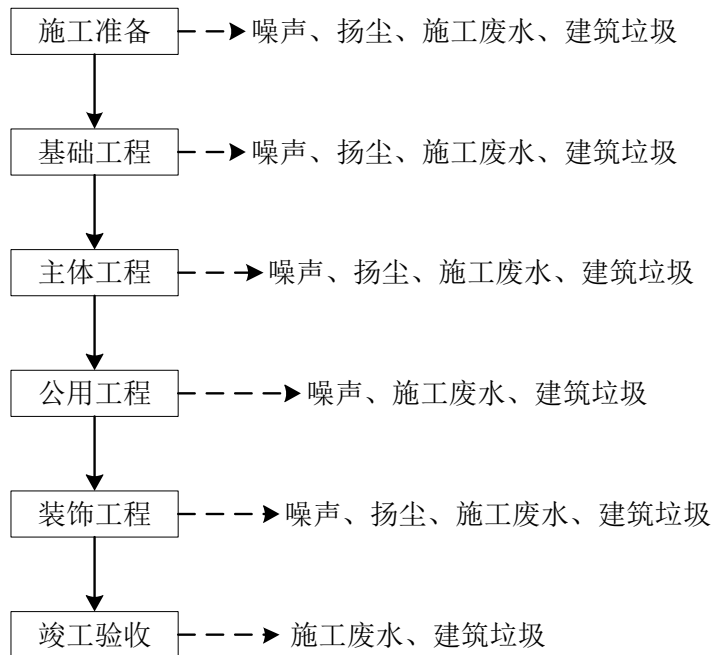 施工准备 噪声、扬尘、施工废水、建筑垃圾
基础工程 噪声、扬尘、施工废水、建筑垃圾
主体工程 噪声、扬尘、施工废水、建筑垃圾
公用工程 噪声、施工废水、建筑垃圾
装饰工程 噪声、扬尘、施工废水、建筑垃圾
竣工验收 施工废水、建筑垃圾